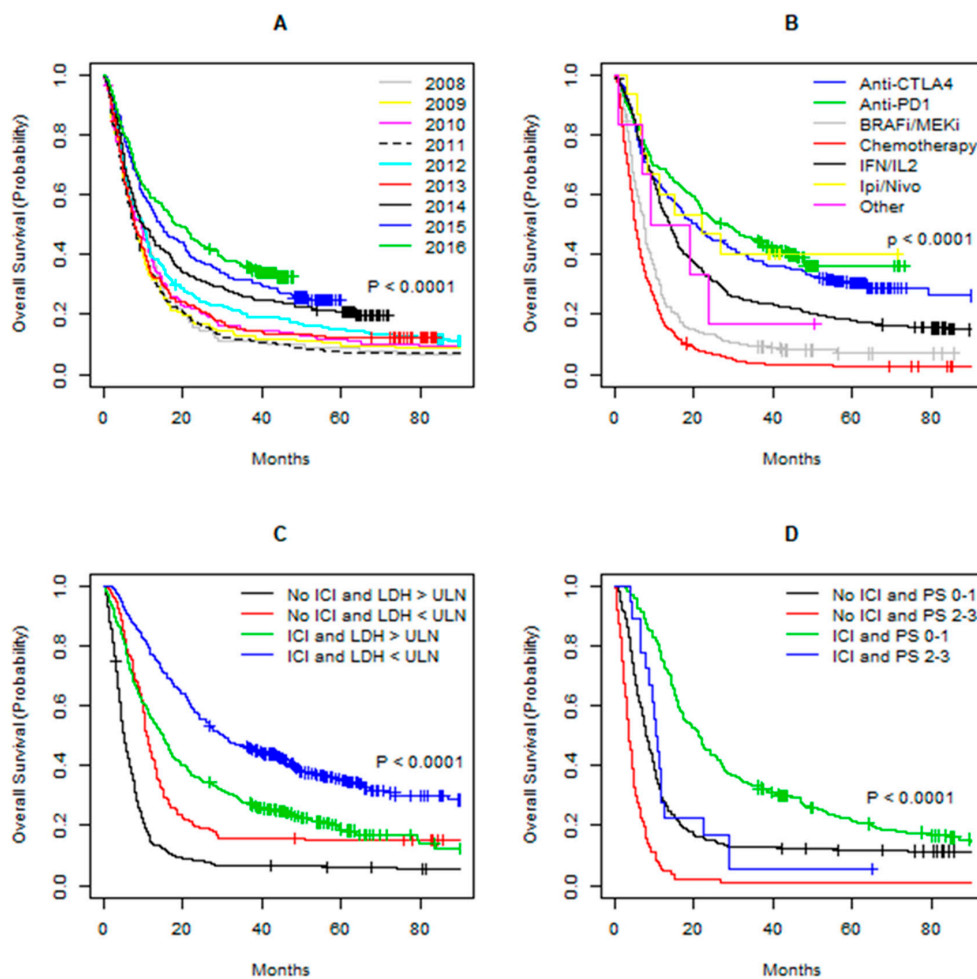 A
Overall Survival (Probability)
1.0
0.8
0.6
0.4
0.2
0.0
2008
2009
2010
2011
2012
2013
2014
2015
2016
P < 0.0001
0 20 40 60 80
Months
B
Overall Survival (Probability)
1.0
0.8
0.6
0.4
0.2
0.0
Anti-CTLA4
Anti-PD1
BRAFi/MEKi
Chemotherapy
IFN/IL2
Ipi/Nivo
Other
p < 0.0001
0 20 40 60 80
Months
C
Overall Survival (Probability)
1.0
0.8
0.6
0.4
0.2
0.0
No ICI and LDH > ULN
No ICI and LDH < ULN
ICI and LDH > ULN
ICI and LDH < ULN
P < 0.0001
0 20 40 60 80
Months
D
Overall Survival (Probability)
1.0
0.8
0.6
0.4
0.2
0.0
No ICI and PS 0-1
No ICI and PS 2-3
ICI and PS 0-1
ICI and PS 2-3
P < 0.0001
0 20 40 60 80
Months